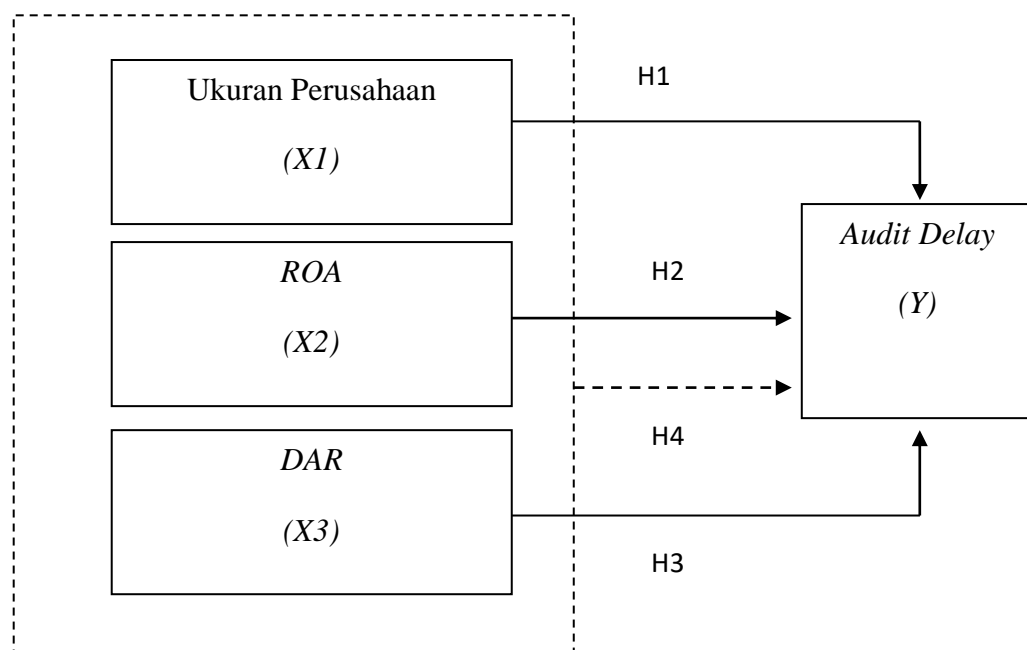 Ukuran Perusahaan
(X1)
H1
ROA
(X2)
H2
Audit Delay
(Y)
H4
DAR
(X3)
H3